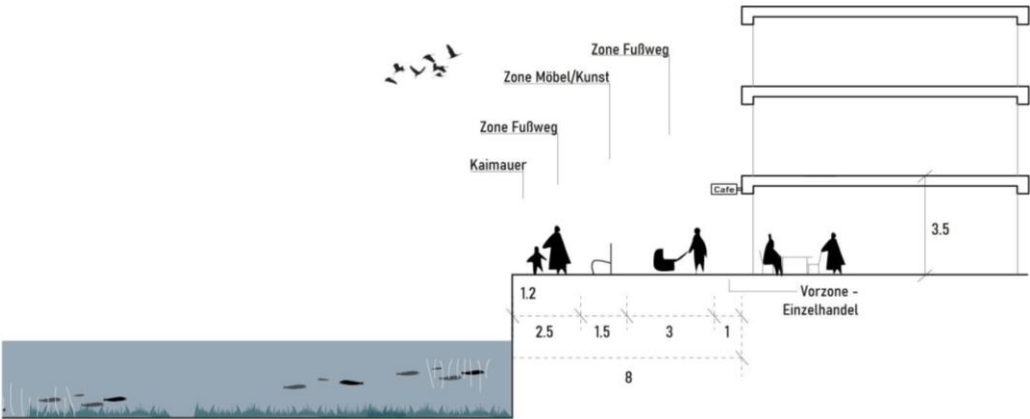 Zone Fußweg
Zone Möbel/Kunst
Zone Fußweg
Kaimauer
Cafe
3.5
1.2
Vorzone -
Einzelhandel
2.5
1.5
3
1
8